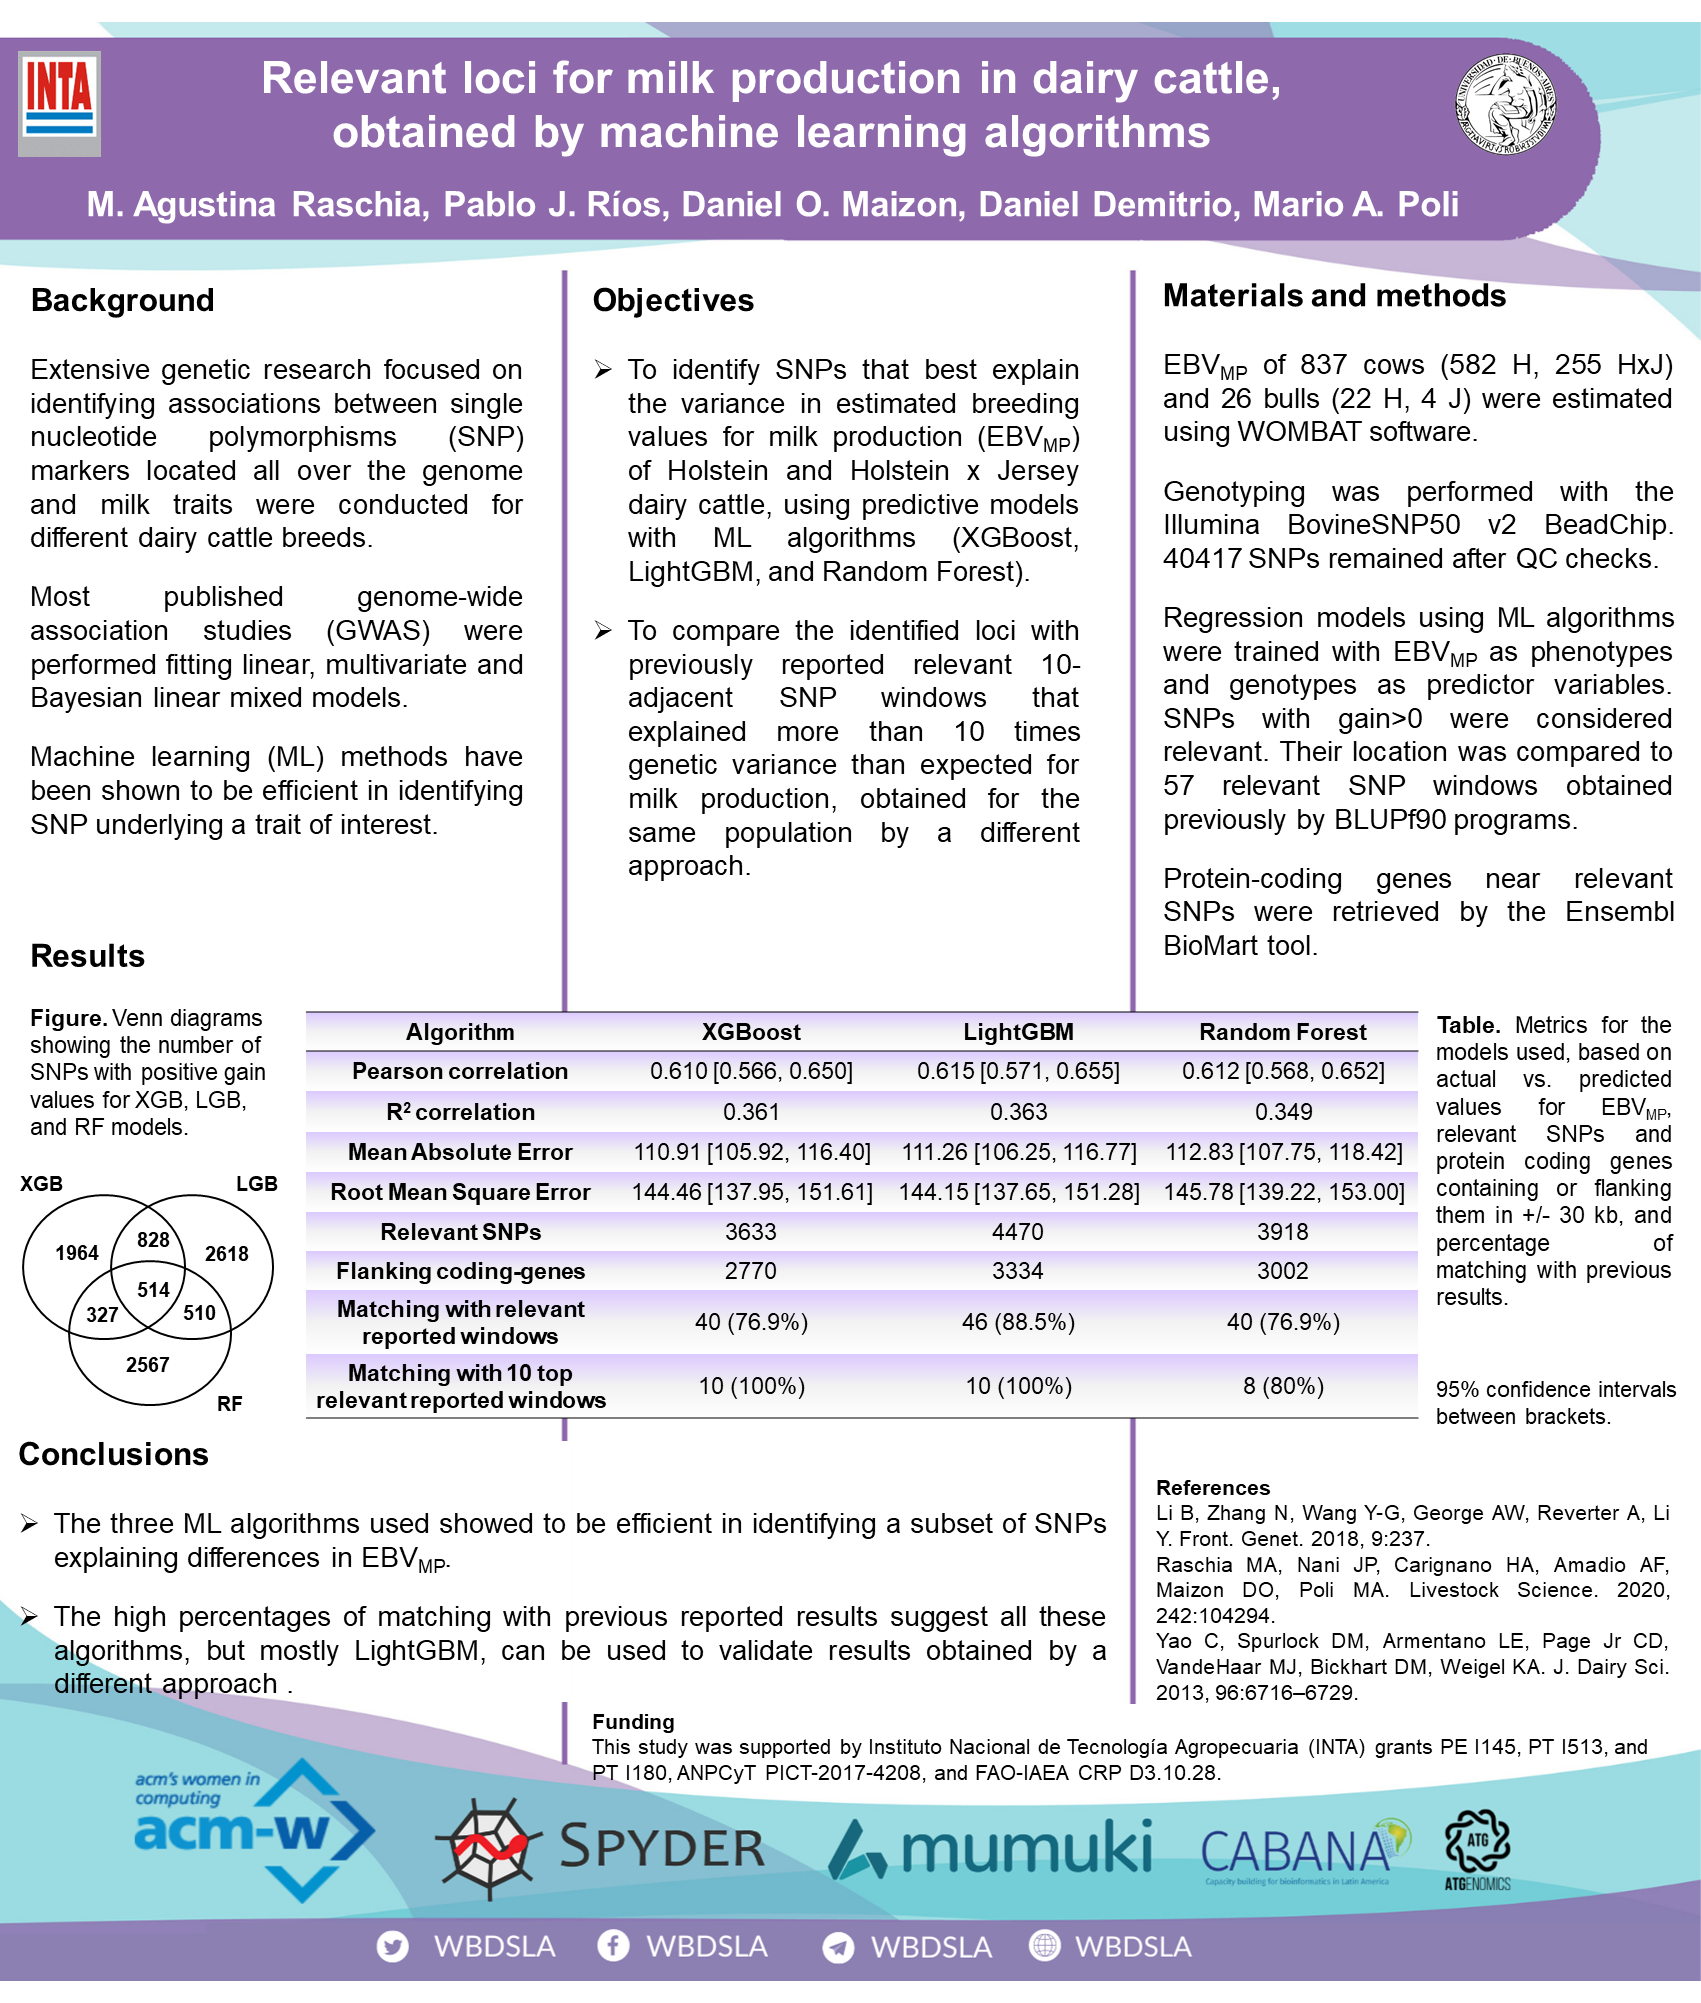 INTA
Relevant loci for milk production in dairy cattle,
obtained by machine learning algorithms
M. Agustina Raschia, Pablo J. Ríos, Daniel O. Maizon, Daniel Demitrio, Mario A. Poli
Background
Extensive genetic research focused on
identifying associations between single
nucleotide polymorphisms (SNP)
markers located all over the genome
and milk traits were conducted for
different dairy cattle breeds.
Most published genome-wide
association studies (GWAS) were
performed fitting linear, multivariate and
Bayesian linear mixed models.
Machine learning (ML) methods have
been shown to be efficient in identifying
SNP underlying a trait of interest.
Objectives
➢ To identify SNPs that best explain
the variance in estimated breeding
values for milk production (EBVMP)
of Holstein and Holstein x Jersey
dairy cattle, using predictive models
with ML algorithms (XGBoost,
LightGBM, and Random Forest).
➢ To compare the identified loci with
previously reported relevant 10-
adjacent SNP windows that
explained more than 10 times
genetic variance than expected for
milk production, obtained for the
same population by a different
approach.
Materials and methods
EBVMP of 837 cows (582 H, 255 HxJ)
and 26 bulls (22 H, 4 J) were estimated
using WOMBAT software.
Genotyping was performed with the
Illumina BovineSNP50 v2 BeadChip.
40417 SNPs remained after QC checks.
Regression models using ML algorithms
were trained with EBVMP as phenotypes
and genotypes as predictor variables.
SNPs with gain>0 were considered
relevant. Their location was compared to
57 relevant SNP windows obtained
previously by BLUPf90 programs.
Protein-coding genes near relevant
SNPs were retrieved by the Ensembl
BioMart tool.
Results
Figure. Venn diagrams
showing the number of
SNPs with positive gain
values for XGB, LGB,
and RF models.
XGB LGB
828
1964 2618
514
327 510
2567
RF
Algorithm XGBoost LightGBM Random Forest
Pearson correlation 0.610 [0.566, 0.650] 0.615 [0.571, 0.655] 0.612 [0.568, 0.652]
R² correlation 0.361 0.363 0.349
Mean Absolute Error 110.91 [105.92, 116.40] 111.26 [106.25, 116.77] 112.83 [107.75, 118.42]
Root Mean Square Error 144.46 [137.95, 151.61] 144.15 [137.65, 151.28] 145.78 [139.22, 153.00]
Relevant SNPs 3633 4470 3918
Flanking coding-genes 2770 3334 3002
Matching with relevant
reported windows 40 (76.9%) 46 (88.5%) 40 (76.9%)
Matching with 10 top
relevant reported windows 10 (100%) 10 (100%) 8 (80%)
Table. Metrics for the
models used, based on
actual vs. predicted
values for EBVMP,
relevant SNPs and
protein coding genes
containing or flanking
them in +/- 30 kb, and
percentage of
matching with previous
results.
95% confidence intervals
between brackets.
Conclusions
➢ The three ML algorithms used showed to be efficient in identifying a subset of SNPs
explaining differences in EBVMP.
➢ The high percentages of matching with previous reported results suggest all these
algorithms, but mostly LightGBM, can be used to validate results obtained by a
different approach .
References
Li B, Zhang N, Wang Y-G, George AW, Reverter A, Li
Y. Front. Genet. 2018, 9:237.
Raschia MA, Nani JP, Carignano HA, Amadio AF,
Maizon DO, Poli MA. Livestock Science. 2020,
242:104294.
Yao C, Spurlock DM, Armentano LE, Page Jr CD,
VandeHaar MJ, Bickhart DM, Weigel KA. J. Dairy Sci.
2013, 96:6716–6729.
Funding
This study was supported by Instituto Nacional de Tecnología Agropecuaria (INTA) grants PE I145, PT I513, and
PT I180, ANPCyT PICT-2017-4208, and FAO-IAEA CRP D3.10.28.
acm's women in
computing
acm-w
SPYDER
mumuki
CABANA
Capacity building for bioinformatics in Latin America
ATG
ATGENOMICS
WBDSLA WBDSLA WBDSLA WBDSLA